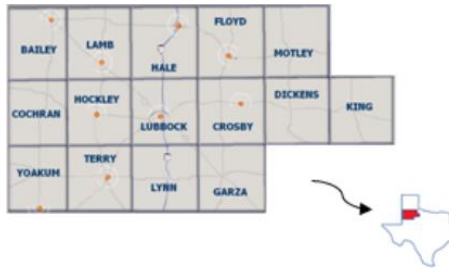 BAILEY LAMB HALE FLOYD MOTLEY
COCHRAN HOCKLEY LUBBOCK CROSBY DICKENS KING
YOAKUM TERRY LYNN GARZA